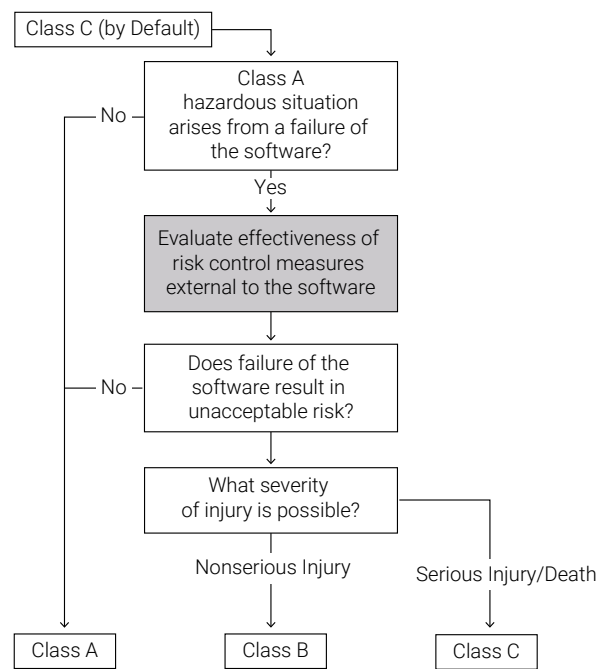 Class C (by Default)
Class A
hazardous situation
arises from a failure of
the software?
No
Yes
Evaluate effectiveness of
risk control measures
external to the software
Does failure of the
software result in
unacceptable risk?
No
What severity
of injury is possible?
Nonserious Injury
Serious Injury/Death
Class A
Class B
Class C